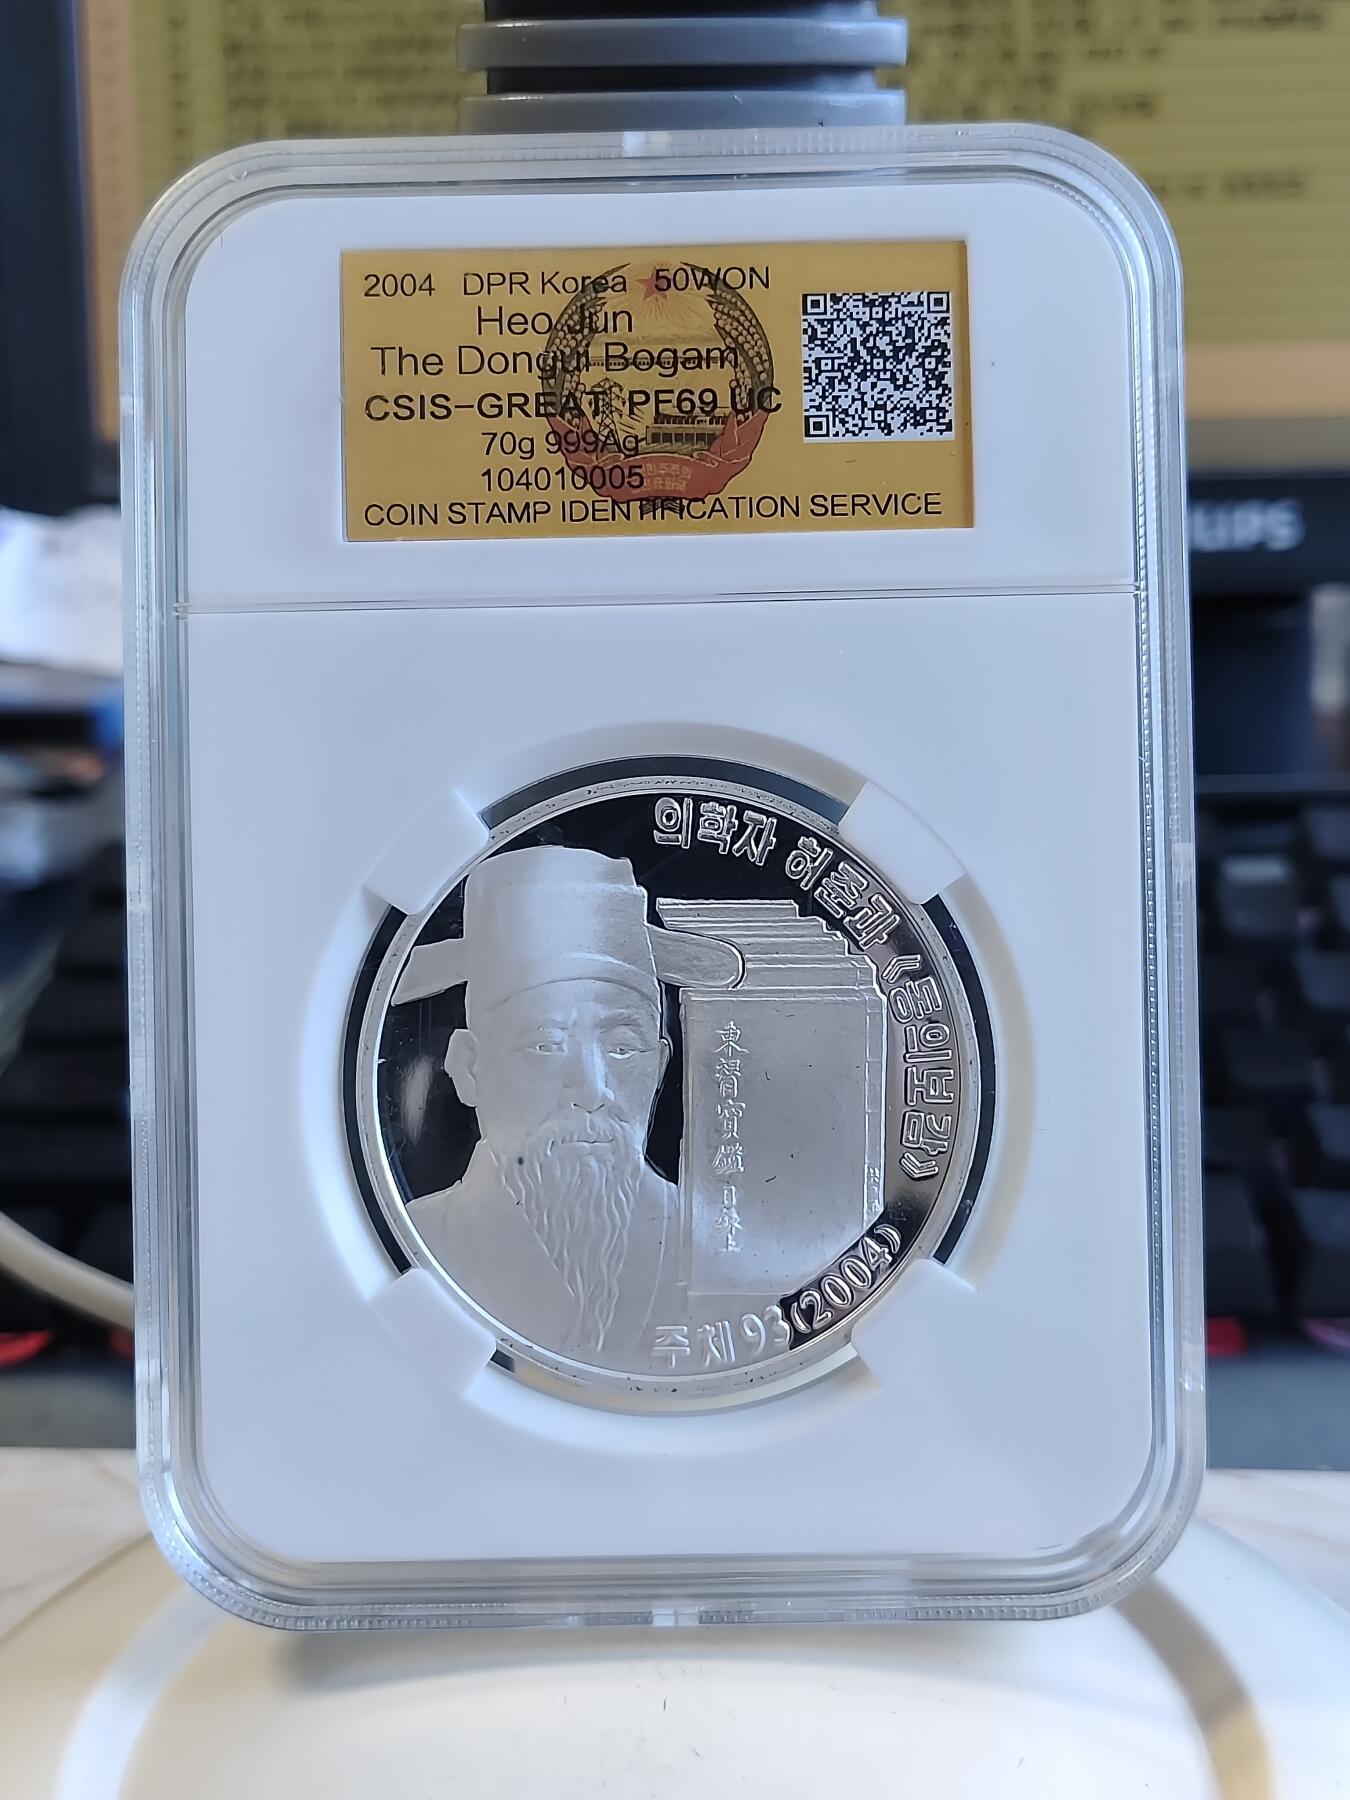 2004 DPR Korea 50WON
Heo Jun
The Dongui Bogam
CSIS-GREAT PF69 UC
70g 999Ag
104010005
COIN STAMP IDENTIFICATION SERVICE
의학자 허준과 《동의보감》
東醫寶鑑
주체93(2004)